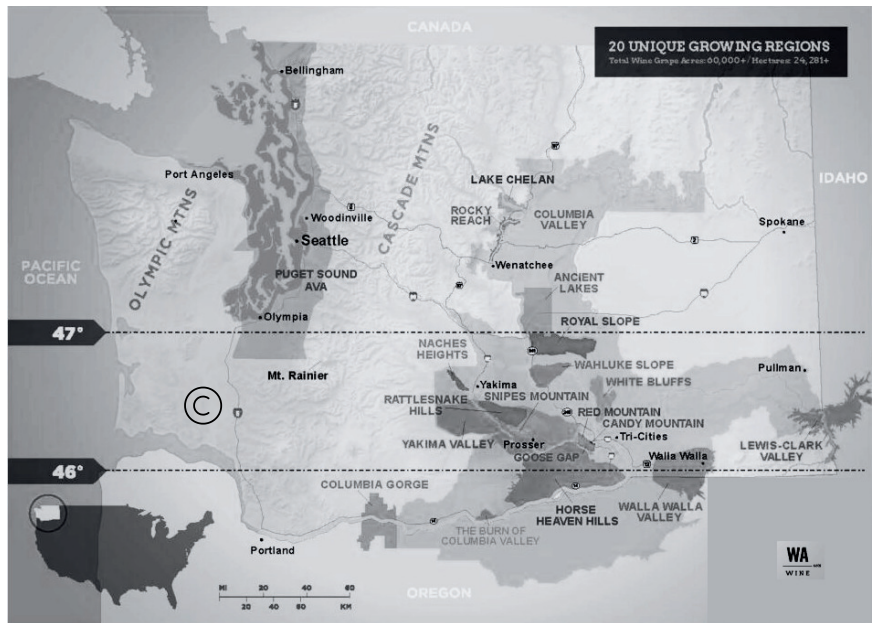 CANADA
20 UNIQUE GROWING REGIONS
Total Wine Grape Acres: 60,000+ / Hectares: 24,281+
Bellingham
5
97
Port Angeles
LAKE CHELAN
IDAHO
OLYMPIC MTNS
CASCADE MTNS
Woodinville
ROCKY
REACH
COLUMBIA
VALLEY
Spokane
Seattle
2
PACIFIC
OCEAN
PUGET SOUND
AVA
Wenatchee
ANCIENT
LAKES
Olympia
ROYAL SLOPE
47°
NACHES
HEIGHTS
WAHLUKE SLOPE
Pullman
Mt. Rainier
Yakima
WHITE BLUFFS
SNIPES MOUNTAIN
RATTLESNAKE
HILLS
RED MOUNTAIN
CANDY MOUNTAIN
C
YAKIMA VALLEY
Prosser
Tri-Cities
GOOSE GAP
Walla Walla
LEWIS-CLARK
VALLEY
46°
COLUMBIA GORGE
HORSE
HEAVEN HILLS
WALLA WALLA
VALLEY
THE BURN OF
COLUMBIA VALLEY
Portland
WA
WINE
MI 20 40 60
20 40 60 KM
OREGON